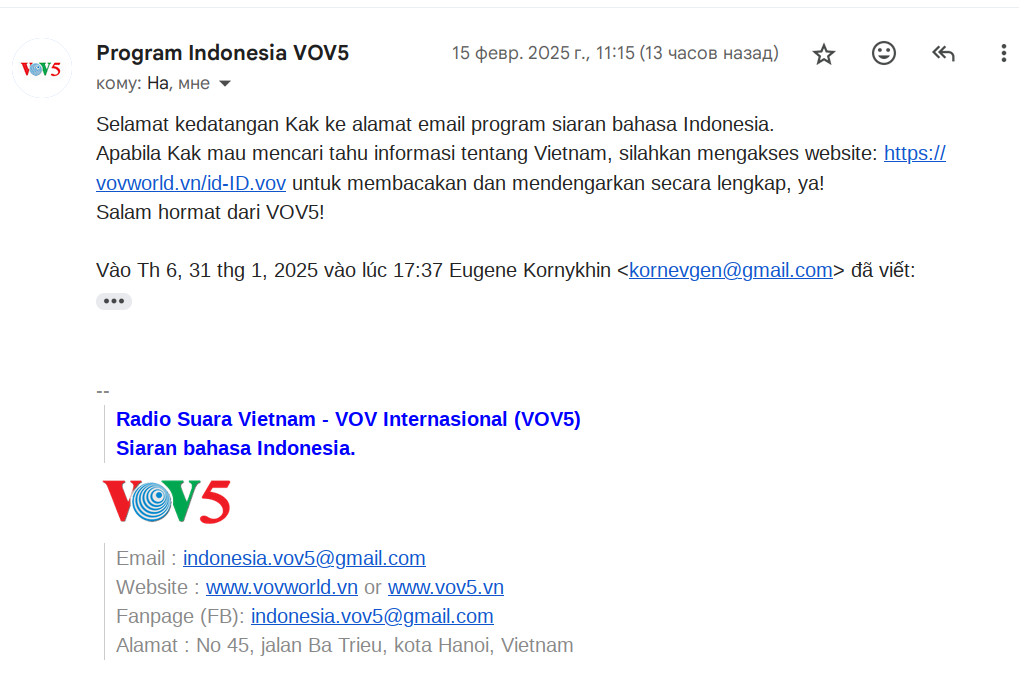 VOV5
Program Indonesia VOV5
15 февр. 2025 г., 11:15 (13 часов назад)
кому: На, мне
Selamat kedatangan Kak ke alamat email program siaran bahasa Indonesia.
Apabila Kak mau mencari tahu informasi tentang Vietnam, silahkan mengakses website: https://
vovworld.vn/id-ID.vov untuk membacakan dan mendengarkan secara lengkap, ya!
Salam hormat dari VOV5!
Vào Th 6, 31 thg 1, 2025 vào lúc 17:37 Eugene Kornykhin <kornevgen@gmail.com> đã viết:
--
Radio Suara Vietnam - VOV Internasional (VOV5)
Siaran bahasa Indonesia.
VOV5
Email : indonesia.vov5@gmail.com
Website : www.vovworld.vn or www.vov5.vn
Fanpage (FB): indonesia.vov5@gmail.com
Alamat : No 45, jalan Ba Trieu, kota Hanoi, Vietnam